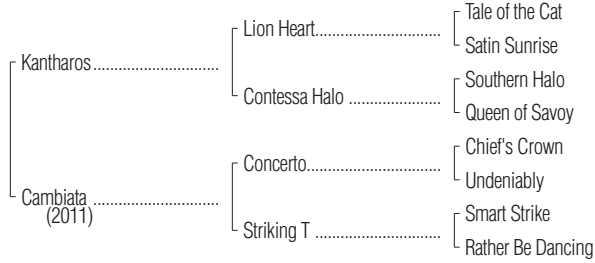 Tale of the Cat
Lion Heart
Satin Sunrise
Kantharos
Southern Halo
Contessa Halo
Queen of Savoy
Chief's Crown
Concerto
Undeniably
Cambiata
(2011)
Smart Strike
Striking T
Rather Be Dancing